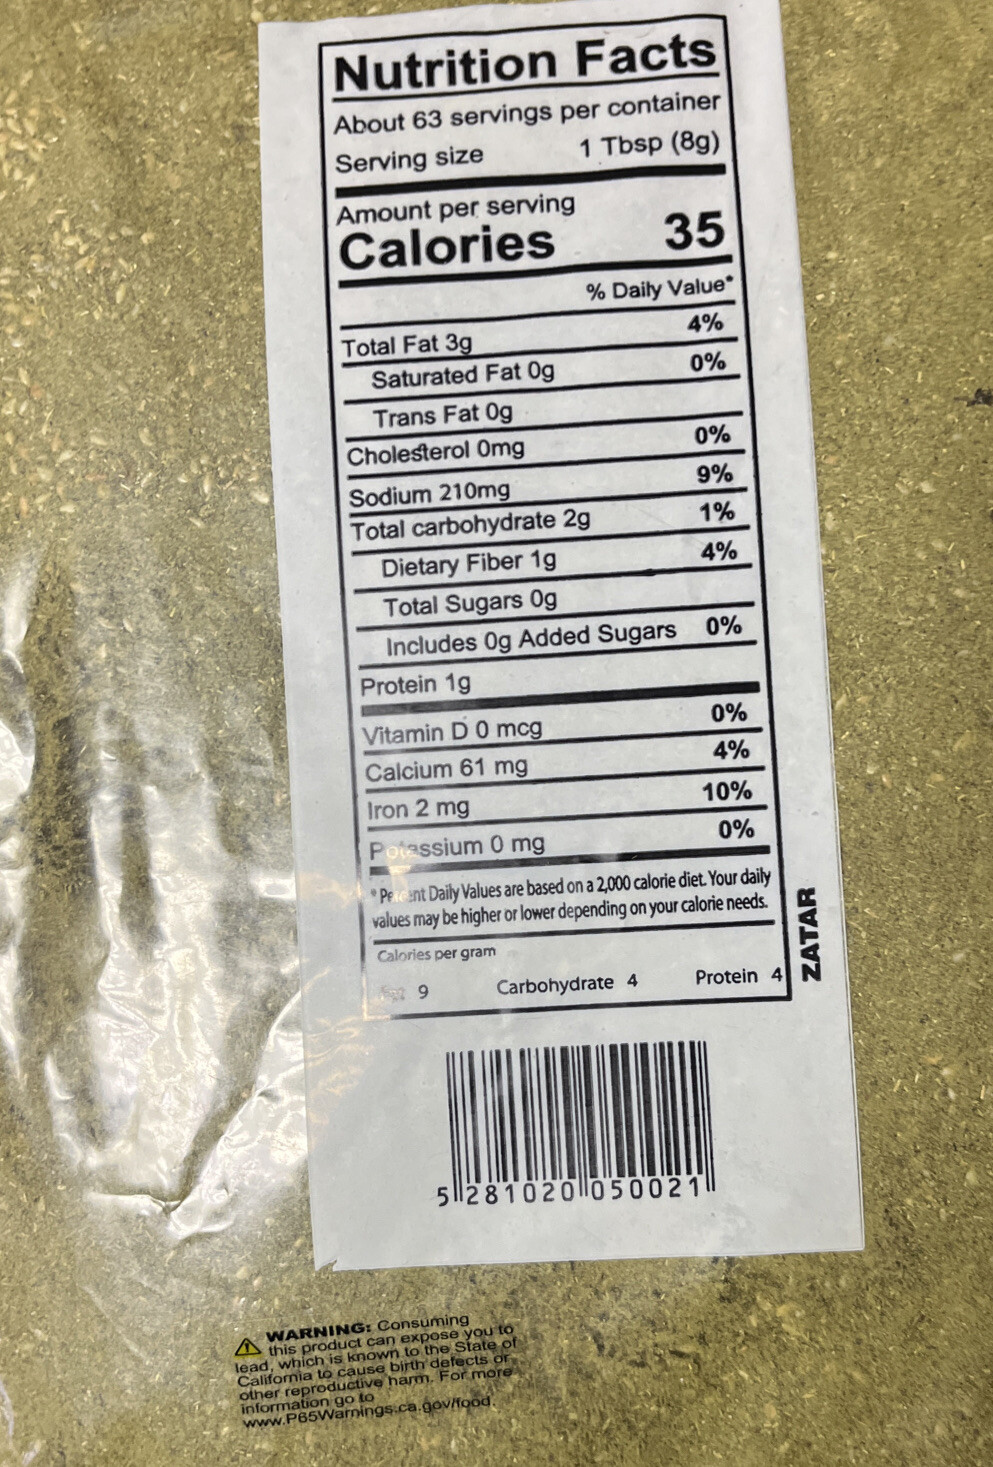 Nutrition Facts
About 63 servings per container
Serving size 1 Tbsp (8g)
Amount per serving
Calories 35
% Daily Value*
Total Fat 3g 4%
Saturated Fat 0g 0%
Trans Fat 0g
Cholesterol 0mg 0%
Sodium 210mg 9%
Total carbohydrate 2g 1%
Dietary Fiber 1g 4%
Total Sugars 0g
Includes 0g Added Sugars 0%
Protein 1g
Vitamin D 0 mcg 0%
Calcium 61 mg 4%
Iron 2 mg 10%
Potassium 0 mg 0%
* Percent Daily Values are based on a 2,000 calorie diet. Your daily
values may be higher or lower depending on your calorie needs.
Calories per gram
Fat 9 Carbohydrate 4 Protein 4
ZATAR
5 281020 050021
WARNING: Consuming
this product can expose you to
lead, which is known to the State of
California to cause birth defects or
other reproductive harm. For more
information go to
www.P65Warnings.ca.gov/food.